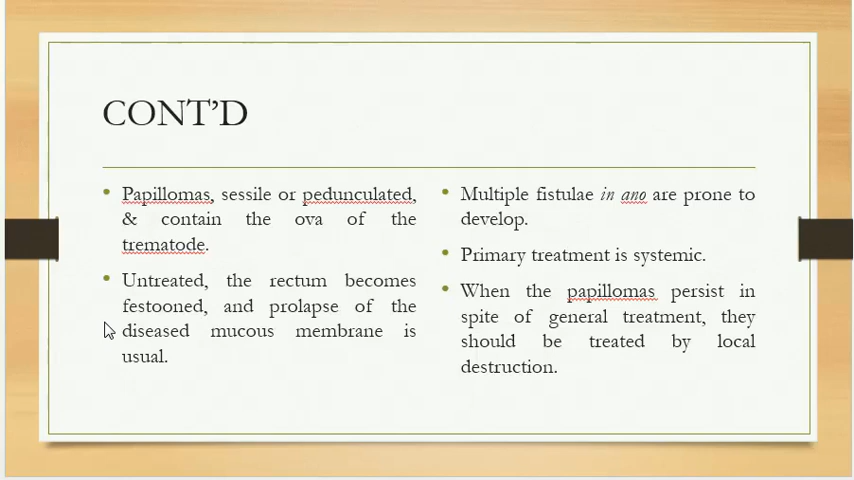 CONT’D
• Papillomas, sessile or pedunculated,
& contain the ova of the
trematode.
• Untreated, the rectum becomes
festooned, and prolapse of the
diseased mucous membrane is
usual.
• Multiple fistulae in ano are prone to
develop.
• Primary treatment is systemic.
• When the papillomas persist in
spite of general treatment, they
should be treated by local
destruction.